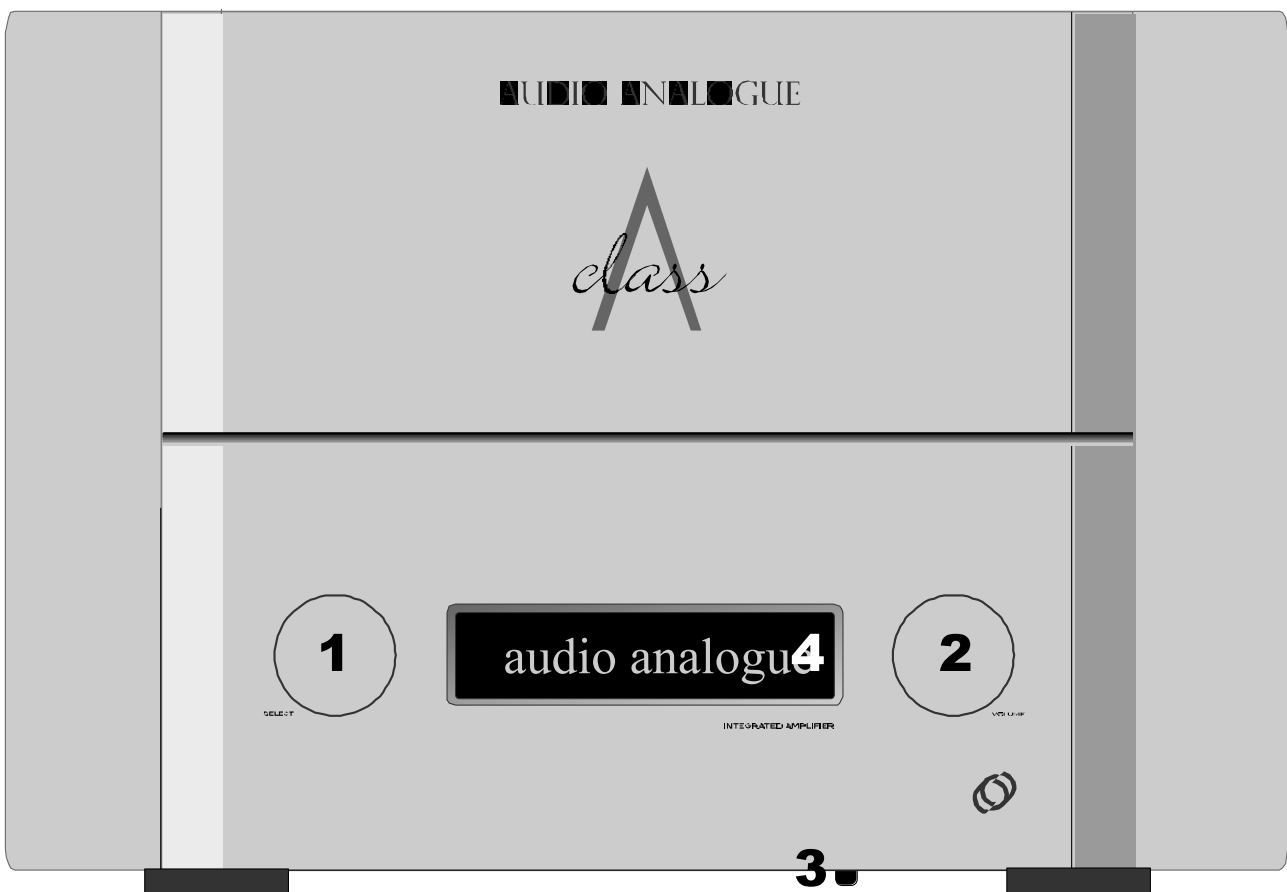 AUDIO ANALOGUE
A
class
1
audio analogue
4
2
SELECT
VOLUME
INTEGRATED AMPLIFIER
3